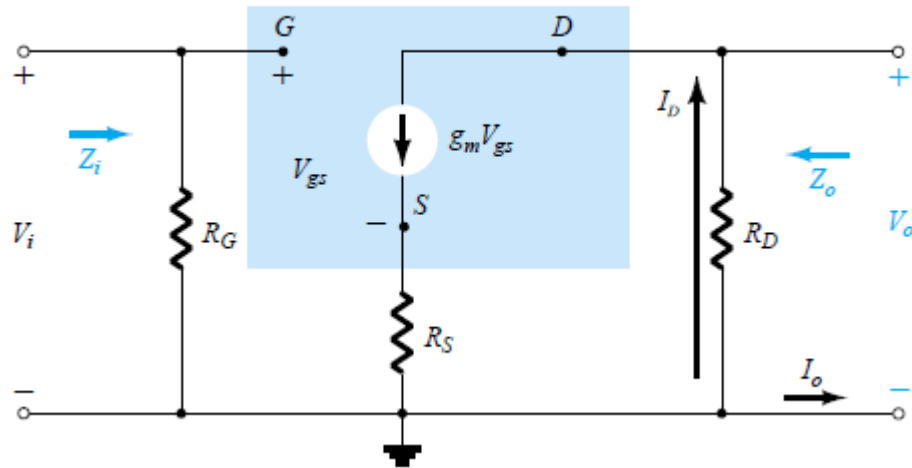 G D
+ + +
I_D
Z_i g_mV_gs Z_o
V_gs S
−
V_i R_G R_D V_o
R_S
I_o
− −